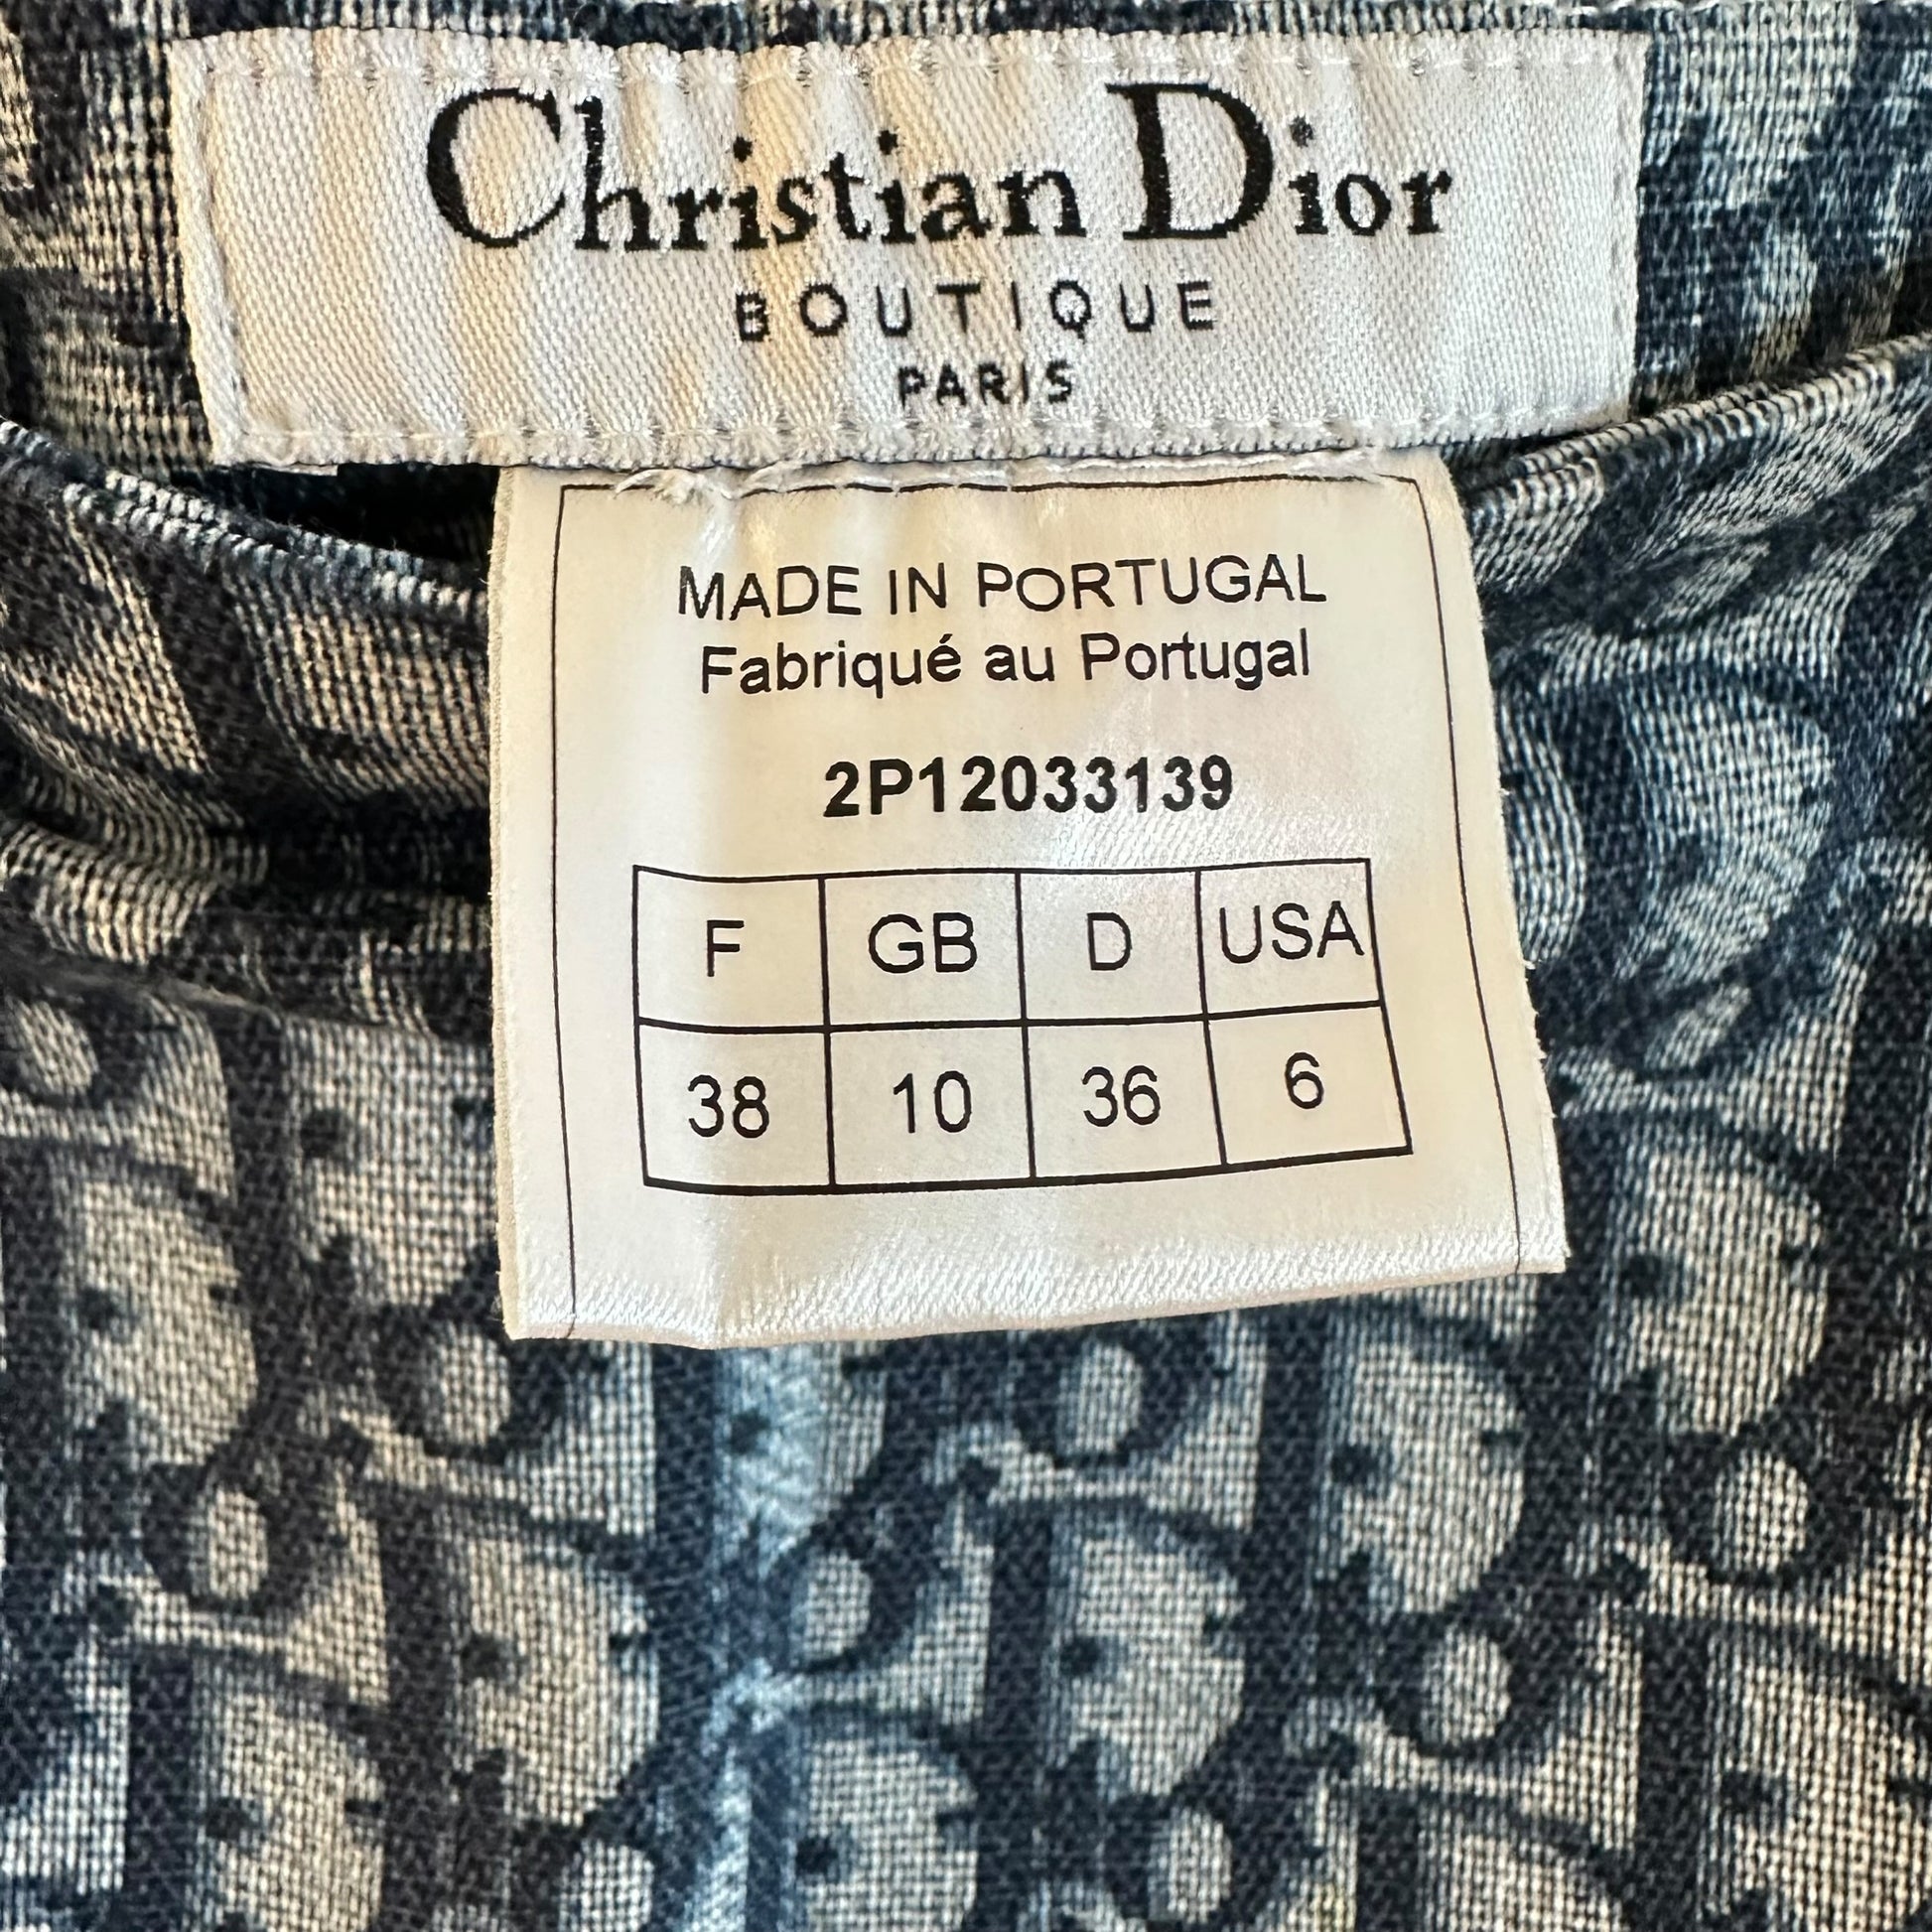 Christian Dior
BOUTIQUE
PARIS
MADE IN PORTUGAL
Fabriqué au Portugal
2P12033139
F GB D USA
38 10 36 6